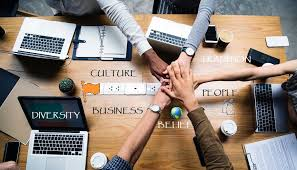 TRADITION
CULTURE
PEOPLE
BUSINESS
DIVERSITY
BELIEF